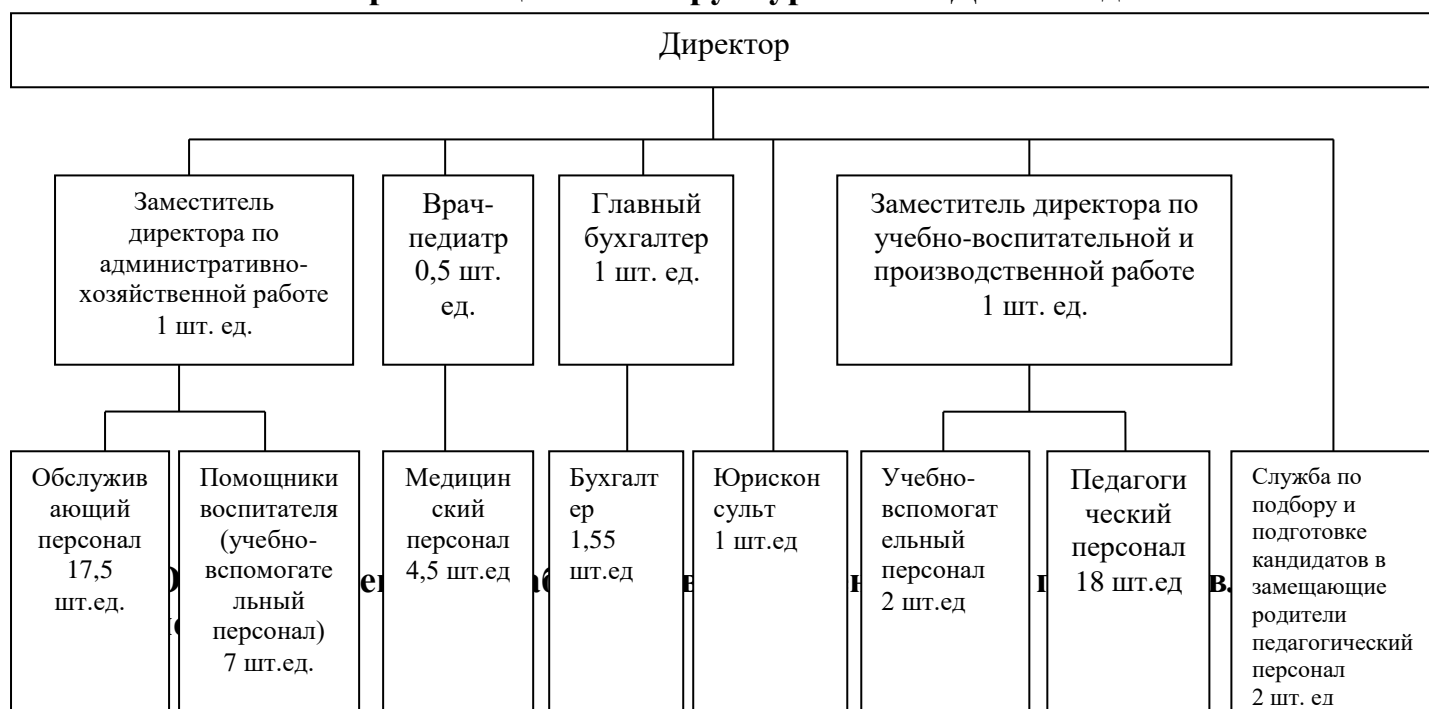 Директор
Заместитель
директора по
административно-
хозяйственной работе
1 шт. ед.
Врач-
педиатр
0,5 шт.
ед.
Главный
бухгалтер
1 шт. ед.
Заместитель директора по
учебно-воспитательной и
производственной работе
1 шт. ед.
Обслужив
ающий
персонал
17,5
шт.ед.
Помощники
воспитателя
(учебно-
вспомогате
льный
персонал)
7 шт.ед.
Медицин
ский
персонал
4,5 шт.ед
Бухгалт
ер
1,55
шт.ед
Юрискон
сульт
1 шт.ед
Учебно-
вспомогат
ельный
персонал
2 шт.ед
Педагоги
ческий
персонал
18 шт.ед
Служба по
подбору и
подготовке
кандидатов в
замещающие
родители
педагогический
персонал
2 шт. ед